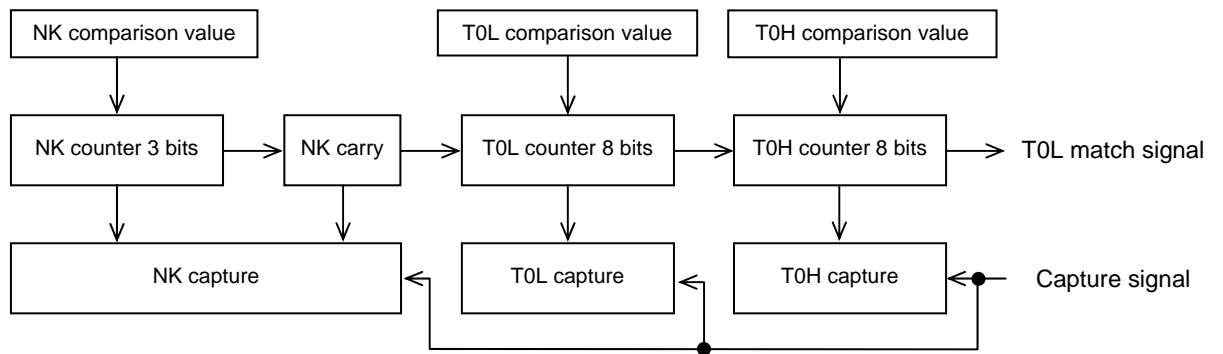 NK comparison value
T0L comparison value
T0H comparison value
NK counter 3 bits
NK carry
T0L counter 8 bits
T0H counter 8 bits
T0L match signal
NK capture
T0L capture
T0H capture
Capture signal